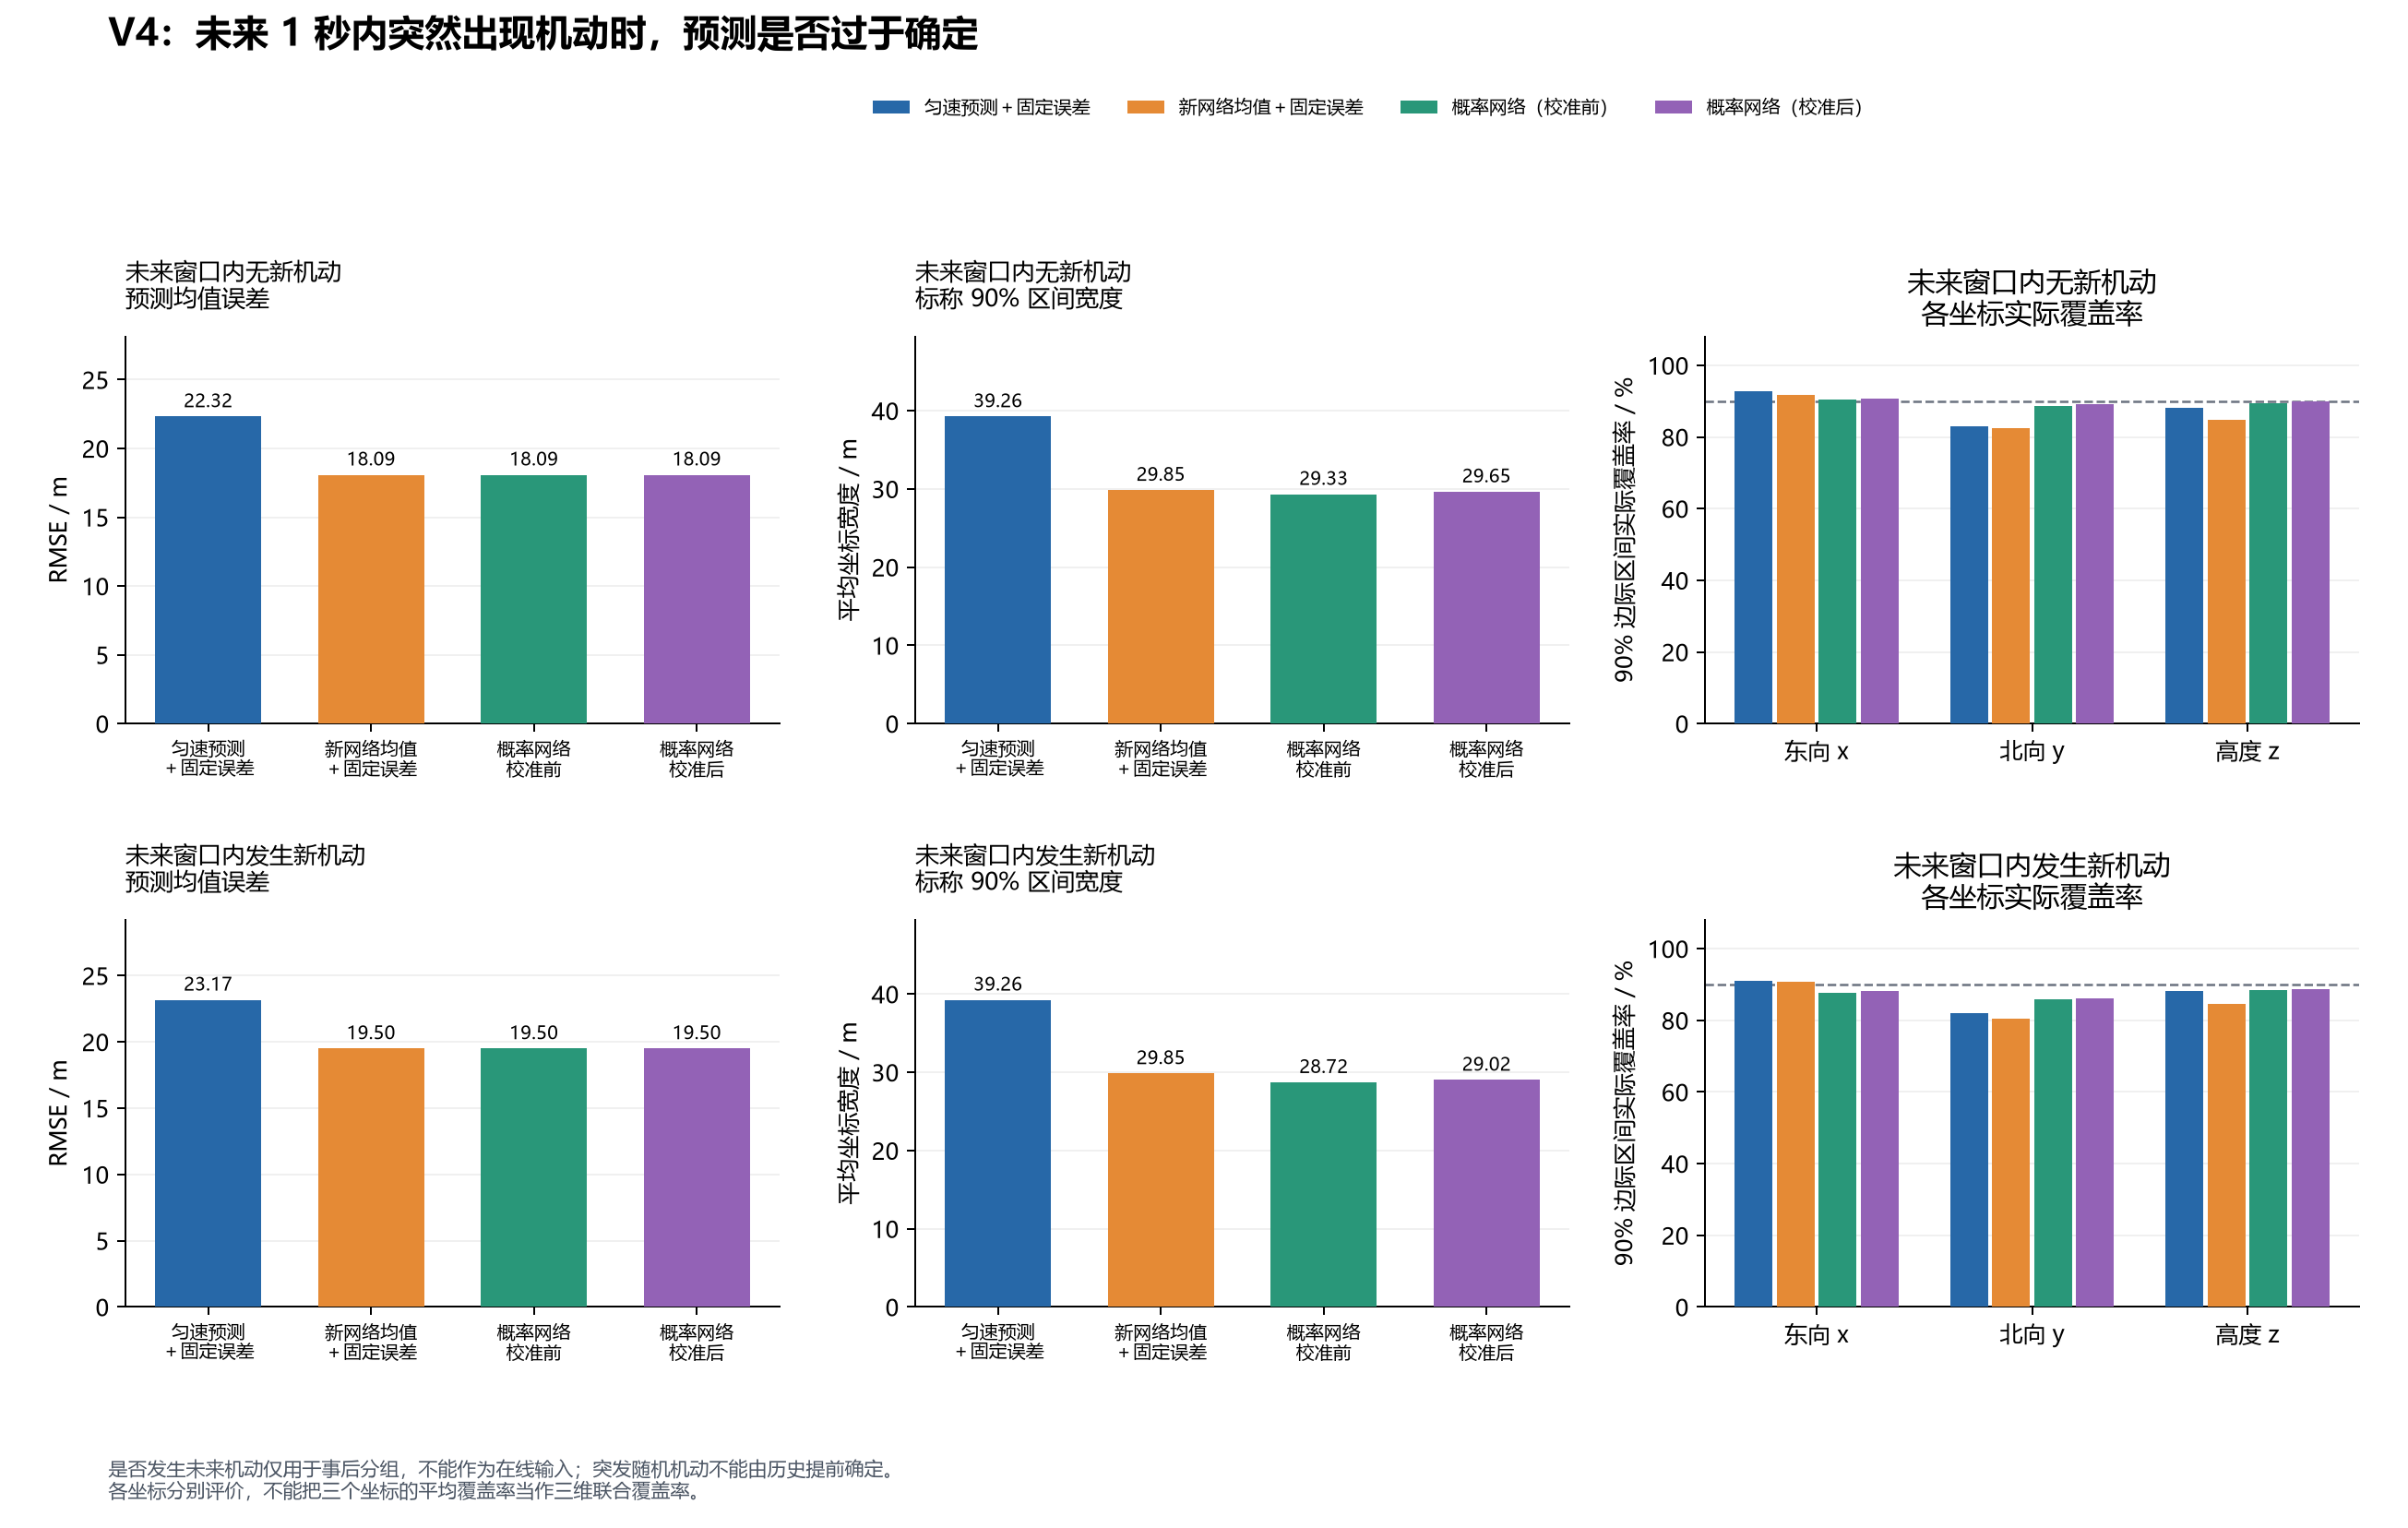 V4：未来 1 秒内突然出现机动时，预测是否过于确定
匀速预测 + 固定误差
新网络均值 + 固定误差
概率网络（校准前）
概率网络（校准后）
未来窗口内无新机动
预测均值误差
RMSE / m
25
20
15
10
5
0
22.32
18.09
18.09
18.09
匀速预测
+ 固定误差
新网络均值
+ 固定误差
概率网络
校准前
概率网络
校准后
未来窗口内无新机动
标称 90% 区间宽度
平均坐标宽度 / m
40
30
20
10
0
39.26
29.85
29.33
29.65
匀速预测
+ 固定误差
新网络均值
+ 固定误差
概率网络
校准前
概率网络
校准后
未来窗口内无新机动
各坐标实际覆盖率
90% 边际区间实际覆盖率 / %
100
80
60
40
20
0
东向 x
北向 y
高度 z
未来窗口内发生新机动
预测均值误差
RMSE / m
25
20
15
10
5
0
23.17
19.50
19.50
19.50
匀速预测
+ 固定误差
新网络均值
+ 固定误差
概率网络
校准前
概率网络
校准后
未来窗口内发生新机动
标称 90% 区间宽度
平均坐标宽度 / m
40
30
20
10
0
39.26
29.85
28.72
29.02
匀速预测
+ 固定误差
新网络均值
+ 固定误差
概率网络
校准前
概率网络
校准后
未来窗口内发生新机动
各坐标实际覆盖率
90% 边际区间实际覆盖率 / %
100
80
60
40
20
0
东向 x
北向 y
高度 z
是否发生未来机动仅用于事后分组，不能作为在线输入；突发随机机动不能由历史提前确定。
各坐标分别评价，不能把三个坐标的平均覆盖率当作三维联合覆盖率。